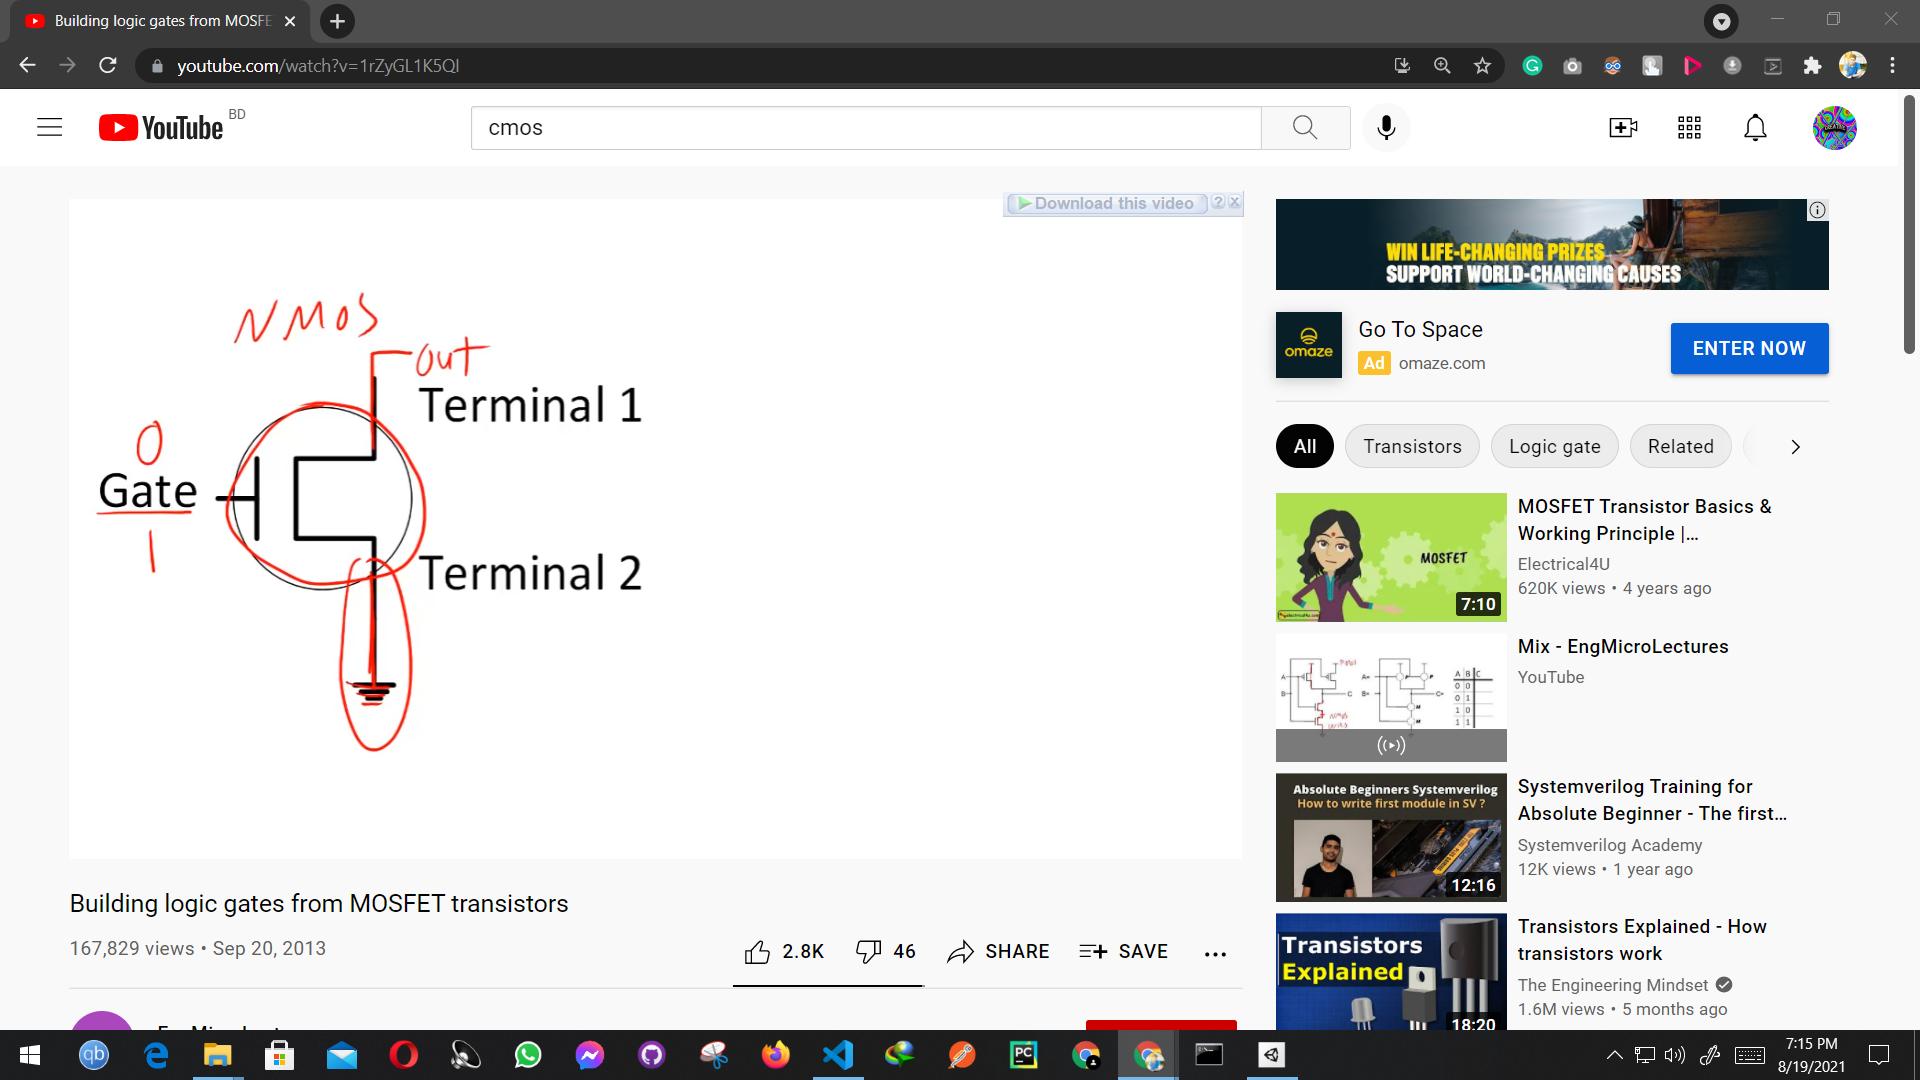 Building logic gates from MOSFE
youtube.com/watch?v=1rZyGL1K5QI
YouTube BD
cmos
Download this video ? x
NMOS
out
Terminal 1
0
Gate
1
Terminal 2
WIN LIFE-CHANGING PRIZES
SUPPORT WORLD-CHANGING CAUSES
omaze
Go To Space
Ad omaze.com
ENTER NOW
All Transistors Logic gate Related
MOSFET
7:10
MOSFET Transistor Basics &
Working Principle |...
Electrical4U
620K views • 4 years ago
Mix - EngMicroLectures
YouTube
Absolute Beginners Systemverilog
How to write first module in SV ?
12:16
Systemverilog Training for
Absolute Beginner - The first...
Systemverilog Academy
12K views • 1 year ago
Transistors
Explained
18:20
Transistors Explained - How
transistors work
The Engineering Mindset
1.6M views • 5 months ago
Building logic gates from MOSFET transistors
167,829 views • Sep 20, 2013
2.8K 46 SHARE SAVE ...
qb
PC
7:15 PM
8/19/2021